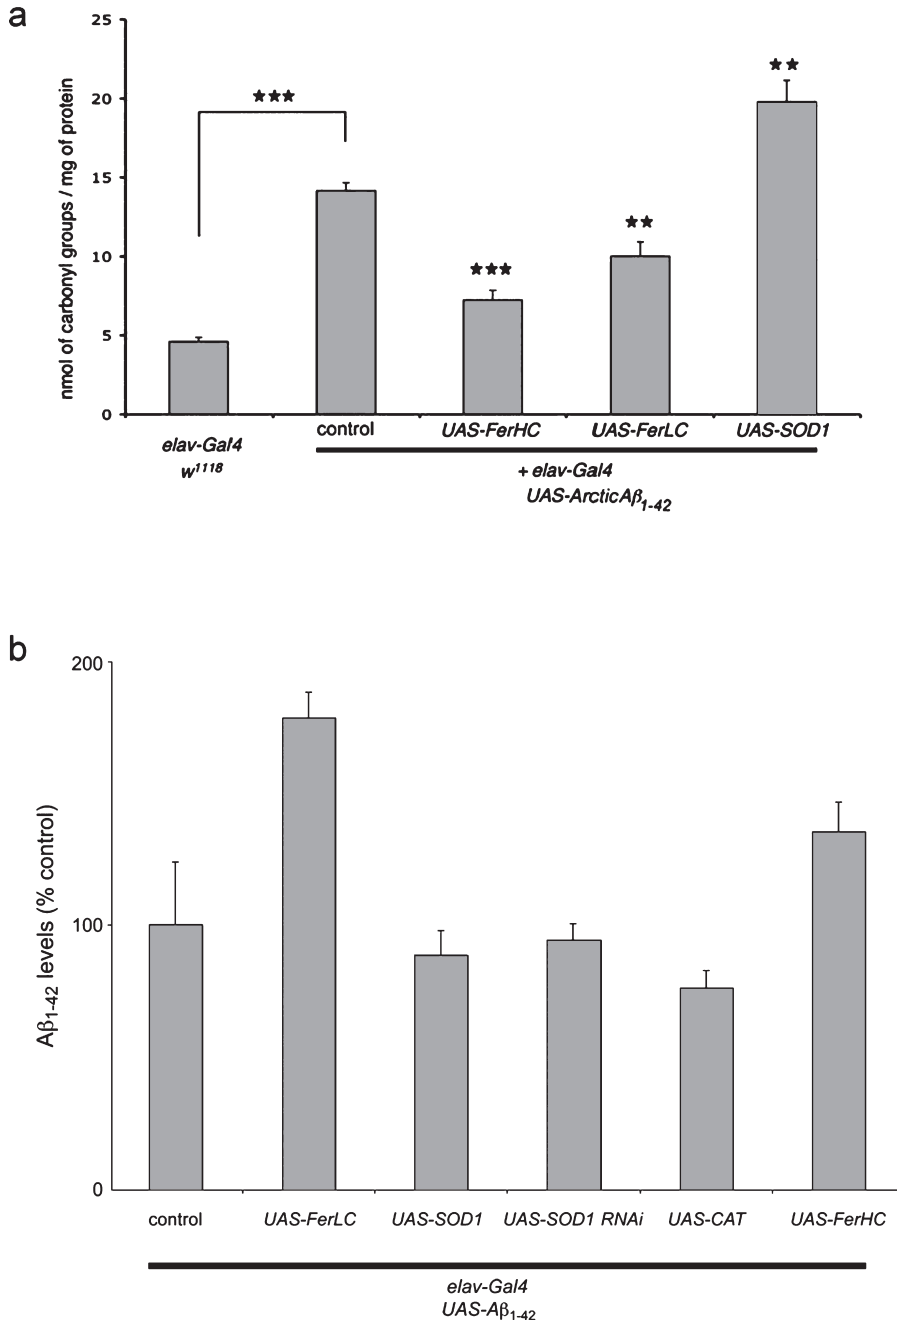 a
25
20
15
10
5
0
nmol of carbonyl groups / mg of protein
★★★
★★★
★★
★★
elav-Gal4
w1118
control UAS-FerHC UAS-FerLC UAS-SOD1
+ elav-Gal4
UAS-ArcticAβ1-42
b
200
100
0
Aβ1-42 levels (% control)
control UAS-FerLC UAS-SOD1 UAS-SOD1 RNAi UAS-CAT UAS-FerHC
elav-Gal4
UAS-Aβ1-42